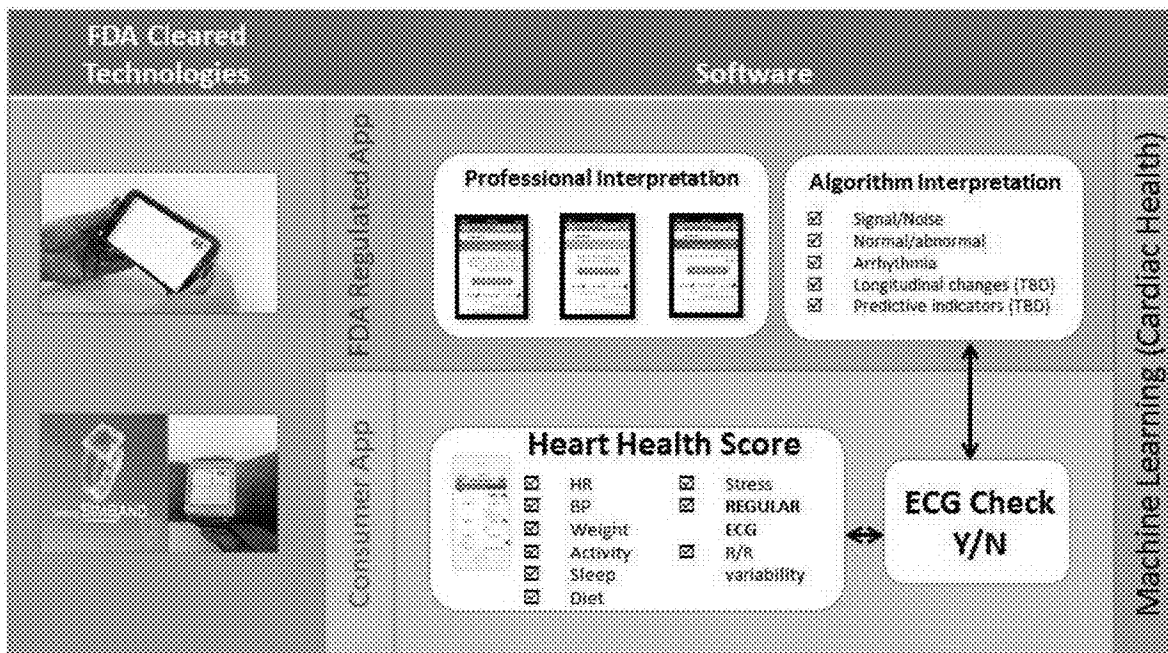 FDA Cleared
Technologies
Software
FDA Regulated App
Professional Interpretation
Algorithm Interpretation
Signal/Noise
Normal/abnormal
Arrhythmia
Longitudinal changes (TBD)
Predictive indicators (TBD)
Consumer App
Heart Health Score
HR
BP
Weight
Activity
Sleep
Diet
Stress
REGULAR
ECG
R/R
variability
ECG Check
Y/N
Machine Learning (Cardiac Health)